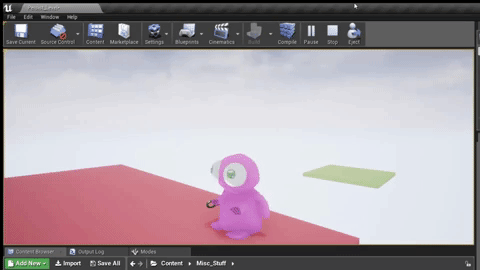 File Edit Window Help
Save Current Source Control Content Marketplace Settings Blueprints Cinematics Build Compile Pause Stop Eject
Content Browser Output Log Modes
Add New Import Save All Content Misc_Stuff